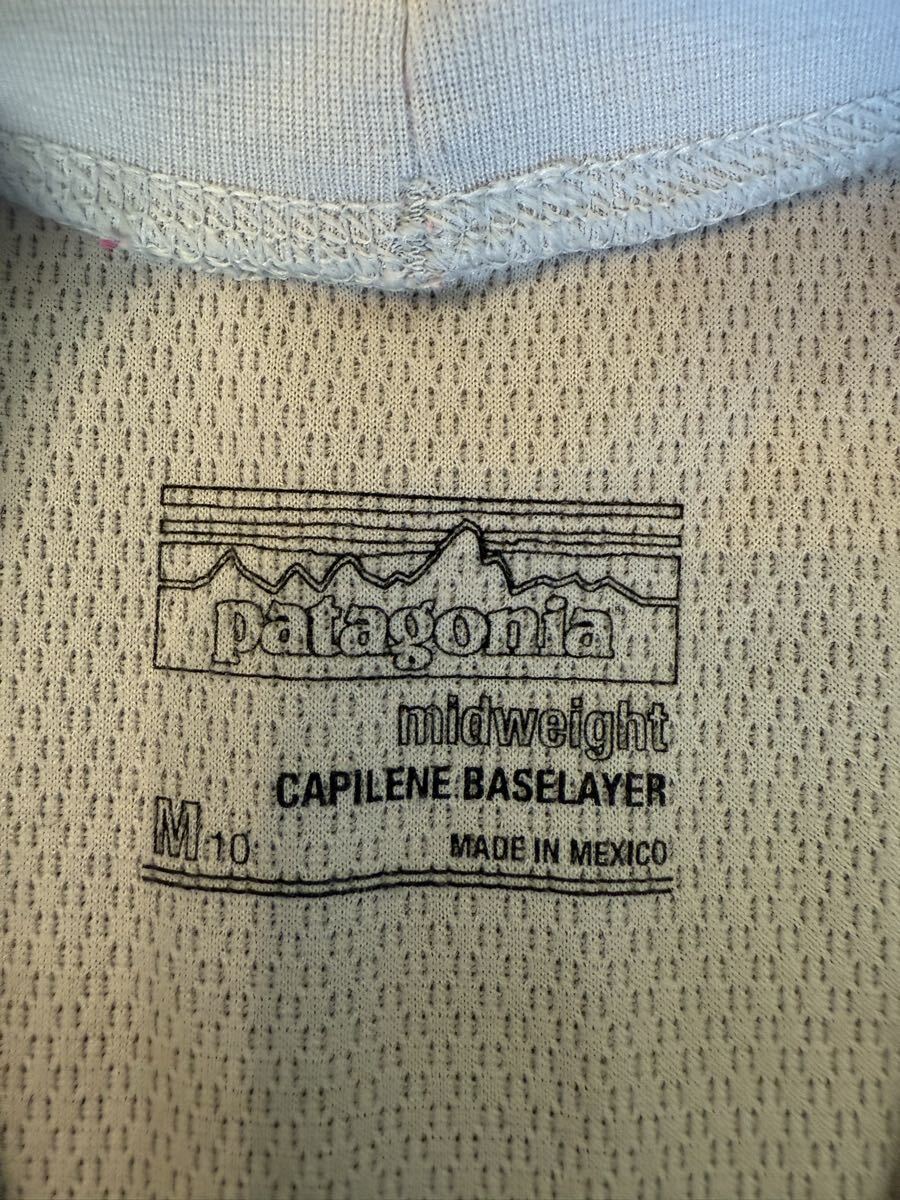 patagonia
midweight
CAPILENE BASELAYER
M 10 MADE IN MEXICO